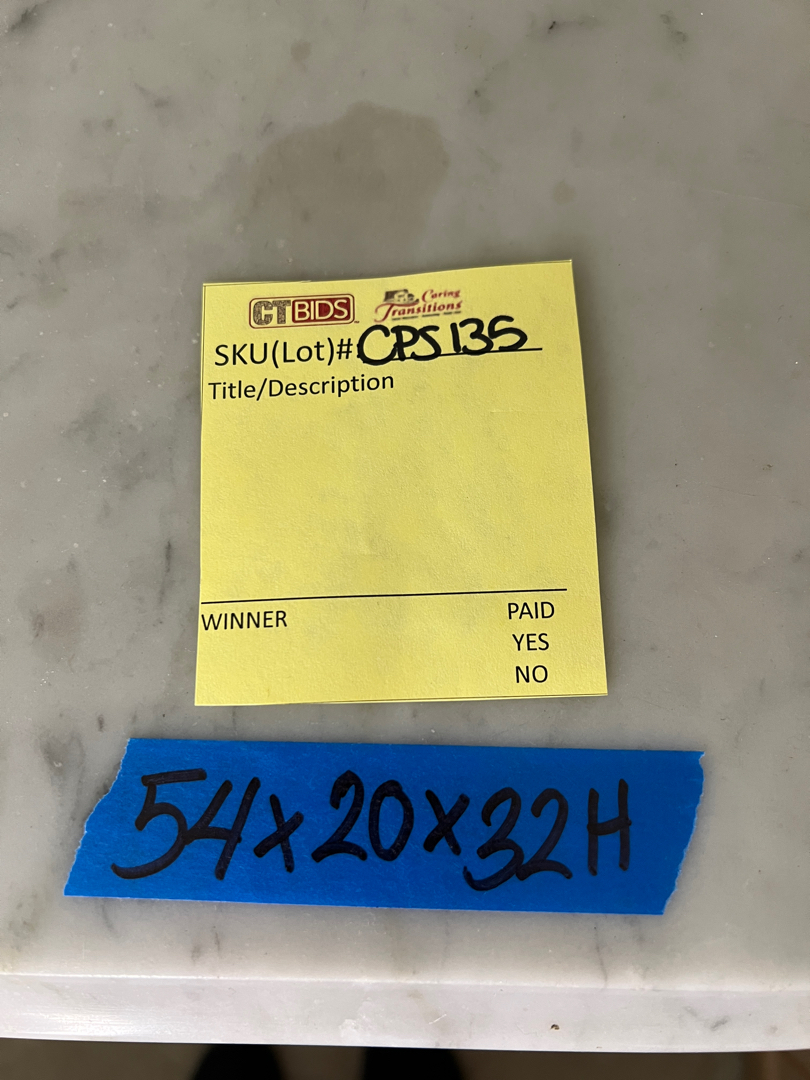 CTBIDS
Caring
Transitions
SKU(Lot)# CPS135
Title/Description
WINNER
PAID
YES
NO
54x20x32H